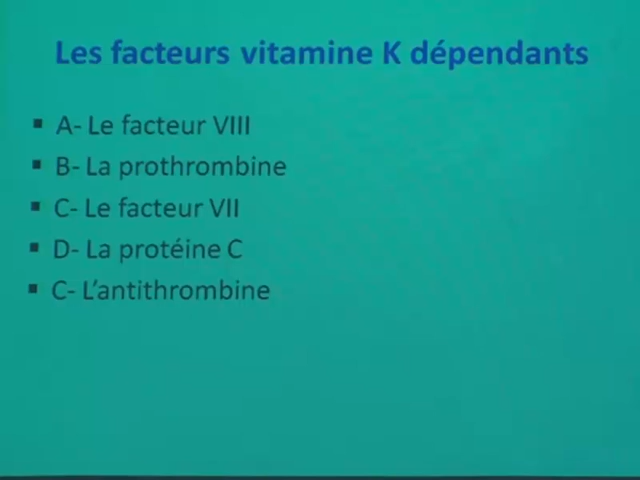 Les facteurs vitamine K dépendants
▪ A- Le facteur VIII
▪ B- La prothrombine
▪ C- Le facteur VII
▪ D- La protéine C
▪ C- L'antithrombine